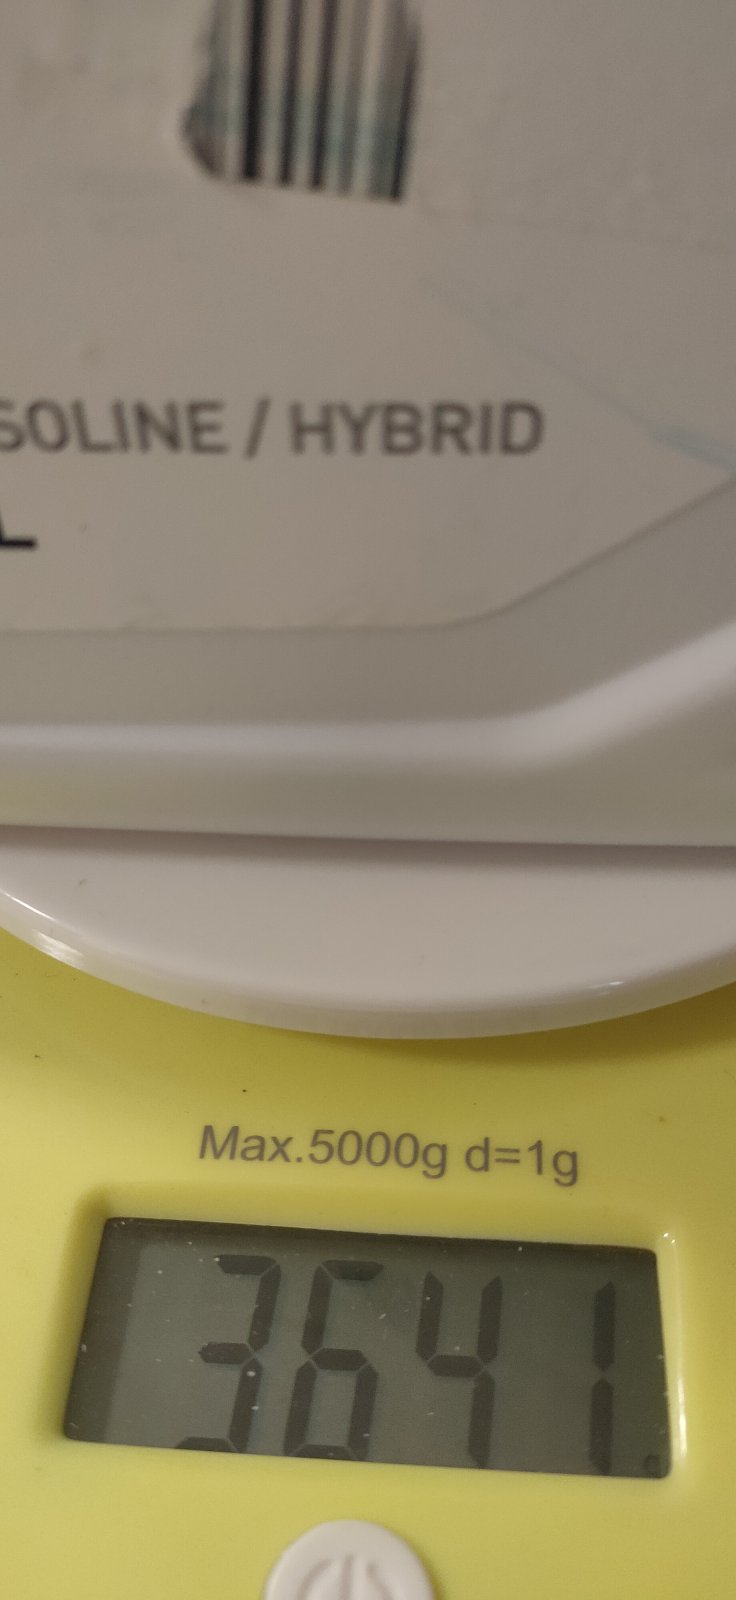 SOLINE / HYBRID
L
Max.5000g d=1g
3641